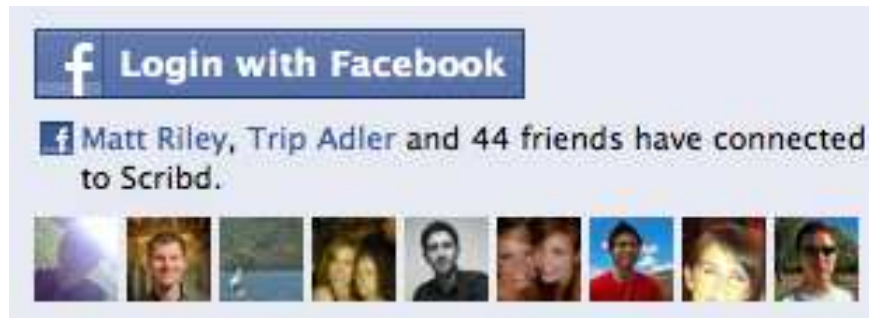 f Login with Facebook
f Matt Riley, Trip Adler and 44 friends have connected
to Scribd.